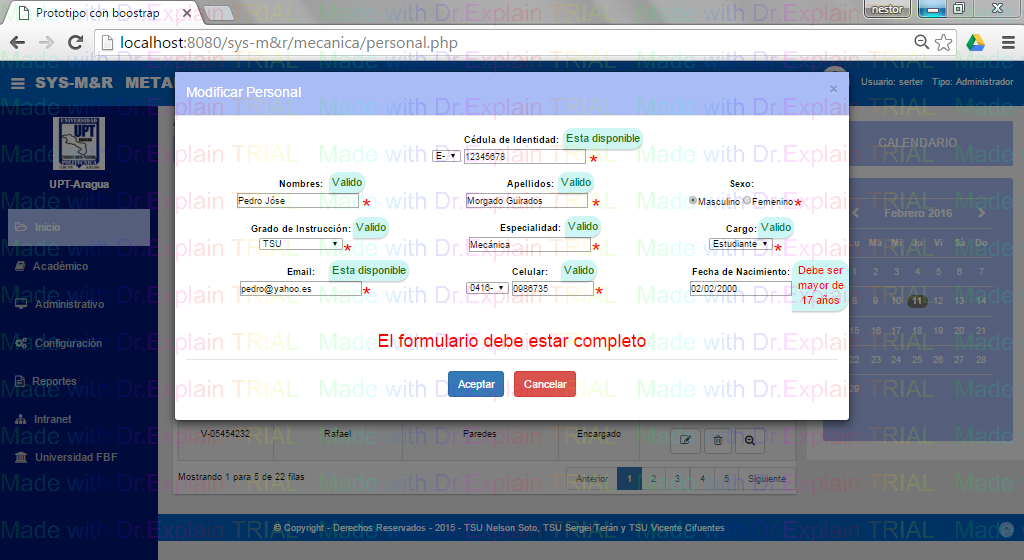 Prototipo con boostrap
nestor
localhost:8080/sys-m&r/mecanica/personal.php
SYS-M&R META
Usuario: serter Tipo: Administrador
Modificar Personal ×
UNIVERSIDAD
UPT
UPT-Aragua
Inicio
Académico
Administrativo
Configuración
Reportes
Intranet
Universidad FBF
Cédula de Identidad: Esta disponible
E- 12345678 *
Nombres: Valido Apellidos: Valido Sexo:
Pedro Jóse * Morgado Guirados * Masculino Femenino *
Grado de Instrucción: Valido Especialidad: Valido Cargo: Valido
TSU * Mecánica * Estudiante *
Email: Esta disponible Celular: Valido Fecha de Nacimiento: Debe ser mayor de 17 años
pedro@yahoo.es * 0416- 0986735 * 02/02/2000
El formulario debe estar completo
Aceptar Cancelar
CALENDARIO
Febrero 2016
Lu Ma Mi Ju Vi Sá Do
1 2 3 4 5 6 7
8 9 10 11 12 13 14
15 16 17 18 19 20 21
22 23 24 25 26 27 28
29
V-05454232 Rafael Paredes Encargado
Mostrando 1 para 5 de 22 filas
Anterior 1 2 3 4 5 Siguiente
© Copyright - Derechos Reservados - 2015 - TSU Nelson Soto, TSU Sergei Terán y TSU Vicente Cifuentes
Made with Dr.Explain TRIAL